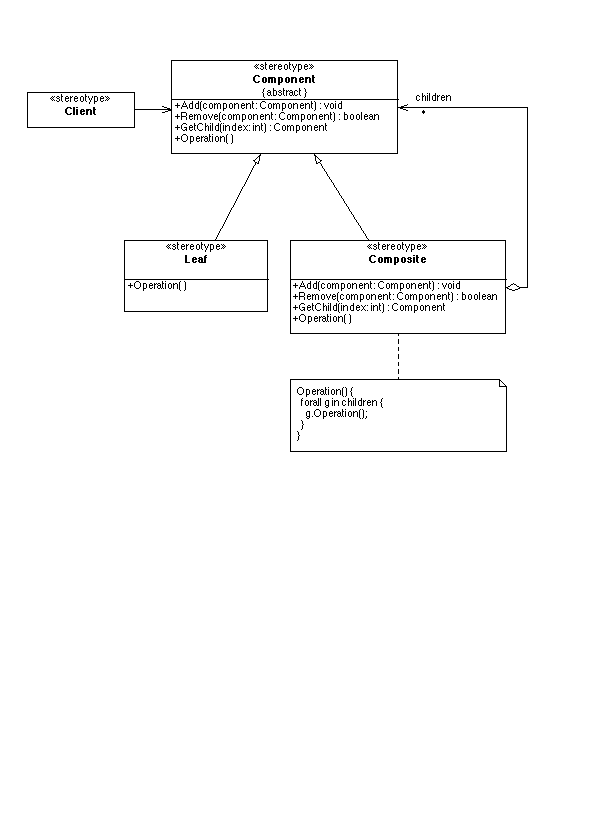 «stereotype»
Component
{abstract}
+Add(component: Component) : void
+Remove(component: Component) : boolean
+GetChild(index: int) : Component
+Operation( )
«stereotype»
Client
children
*
«stereotype»
Leaf
+Operation( )
«stereotype»
Composite
+Add(component: Component) : void
+Remove(component: Component) : boolean
+GetChild(index: int) : Component
+Operation( )
Operation() {
forall g in children {
g.Operation();
}
}